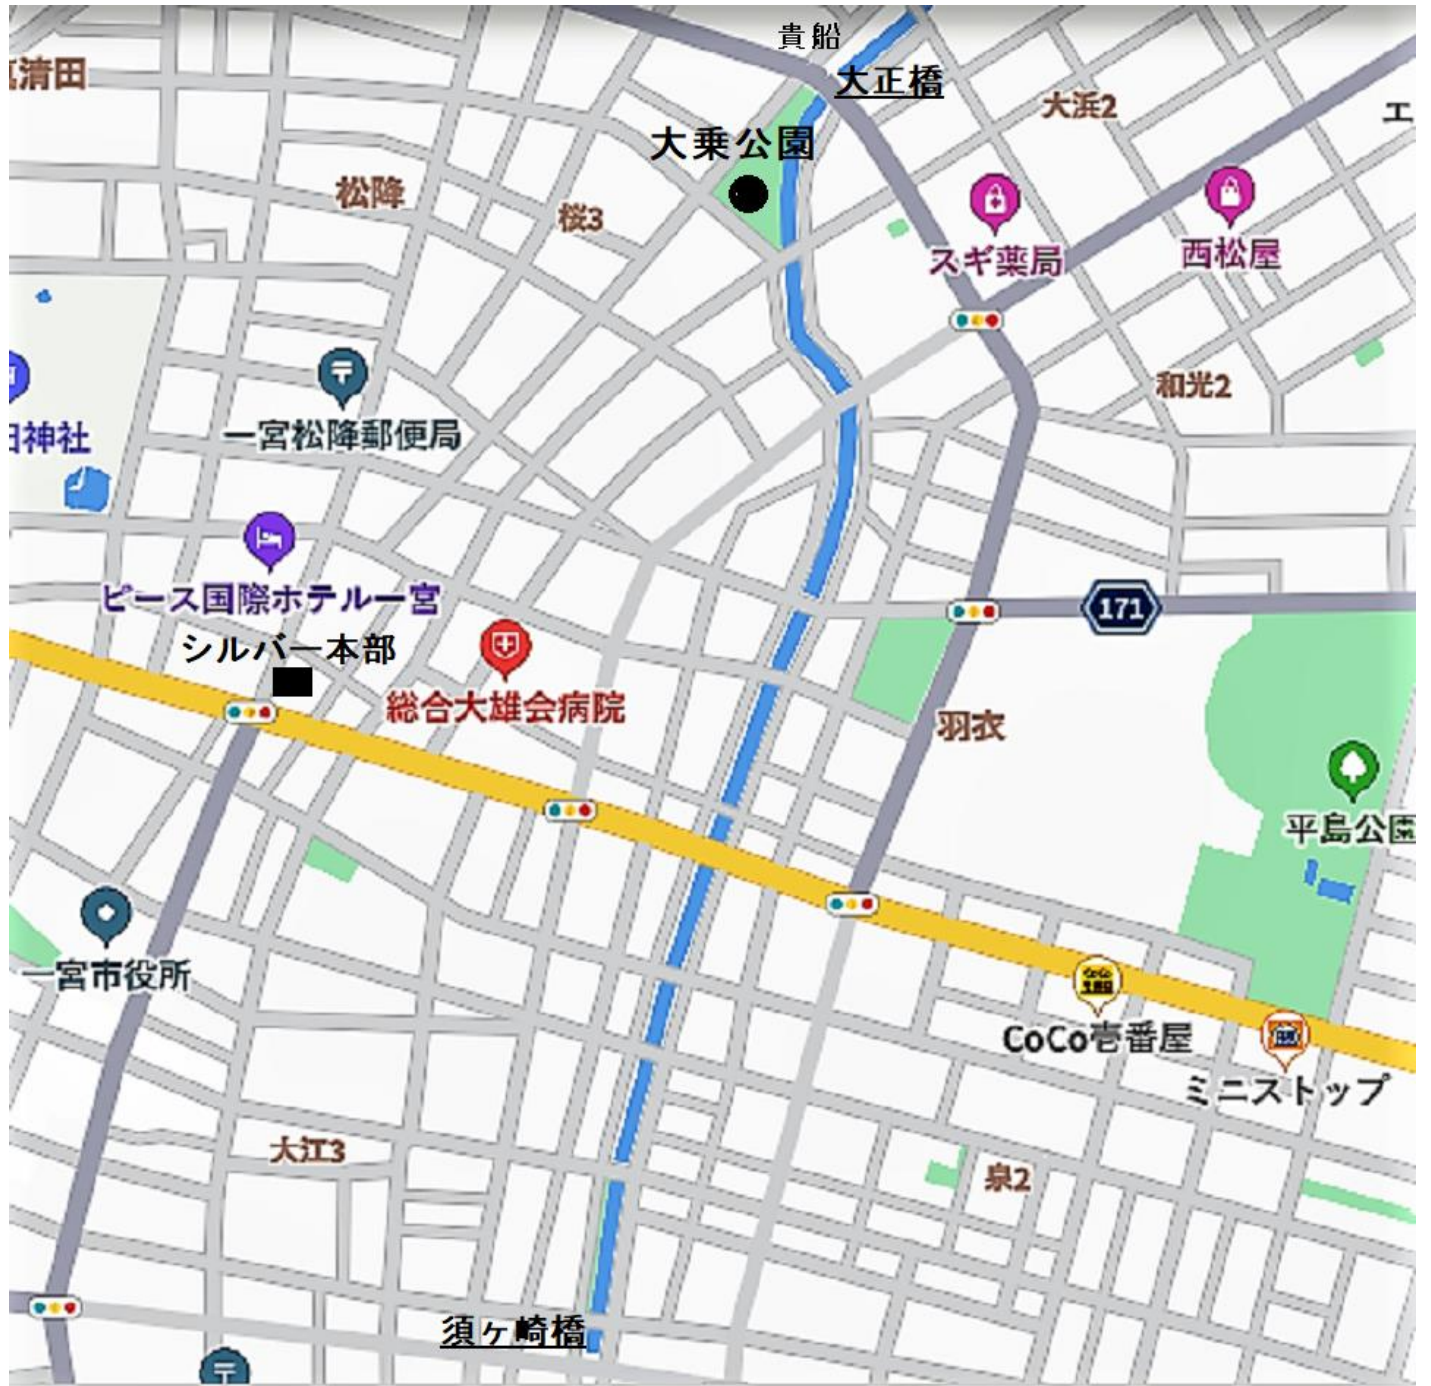 貴船
大正橋
清田
大浜2
エ
大乗公園
松降
桜3
スギ薬局
西松屋
和光2
一宮松降郵便局
神社
ピース国際ホテル一宮
171
シルバー本部
総合大雄会病院
羽衣
平島公園
一宮市役所
CoCo壱番屋
ミニストップ
大江3
泉2
須ヶ崎橋